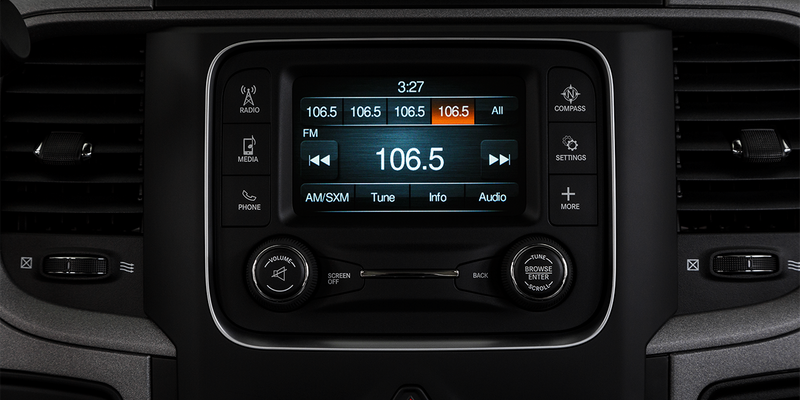 3:27
106.5 106.5 106.5 106.5 All
FM
106.5
AM/SXM Tune Info Audio
RADIO
MEDIA
PHONE
N
COMPASS
SETTINGS
MORE
VOLUME
SCREEN
OFF
BACK
TUNE
BROWSE
ENTER
SCROLL